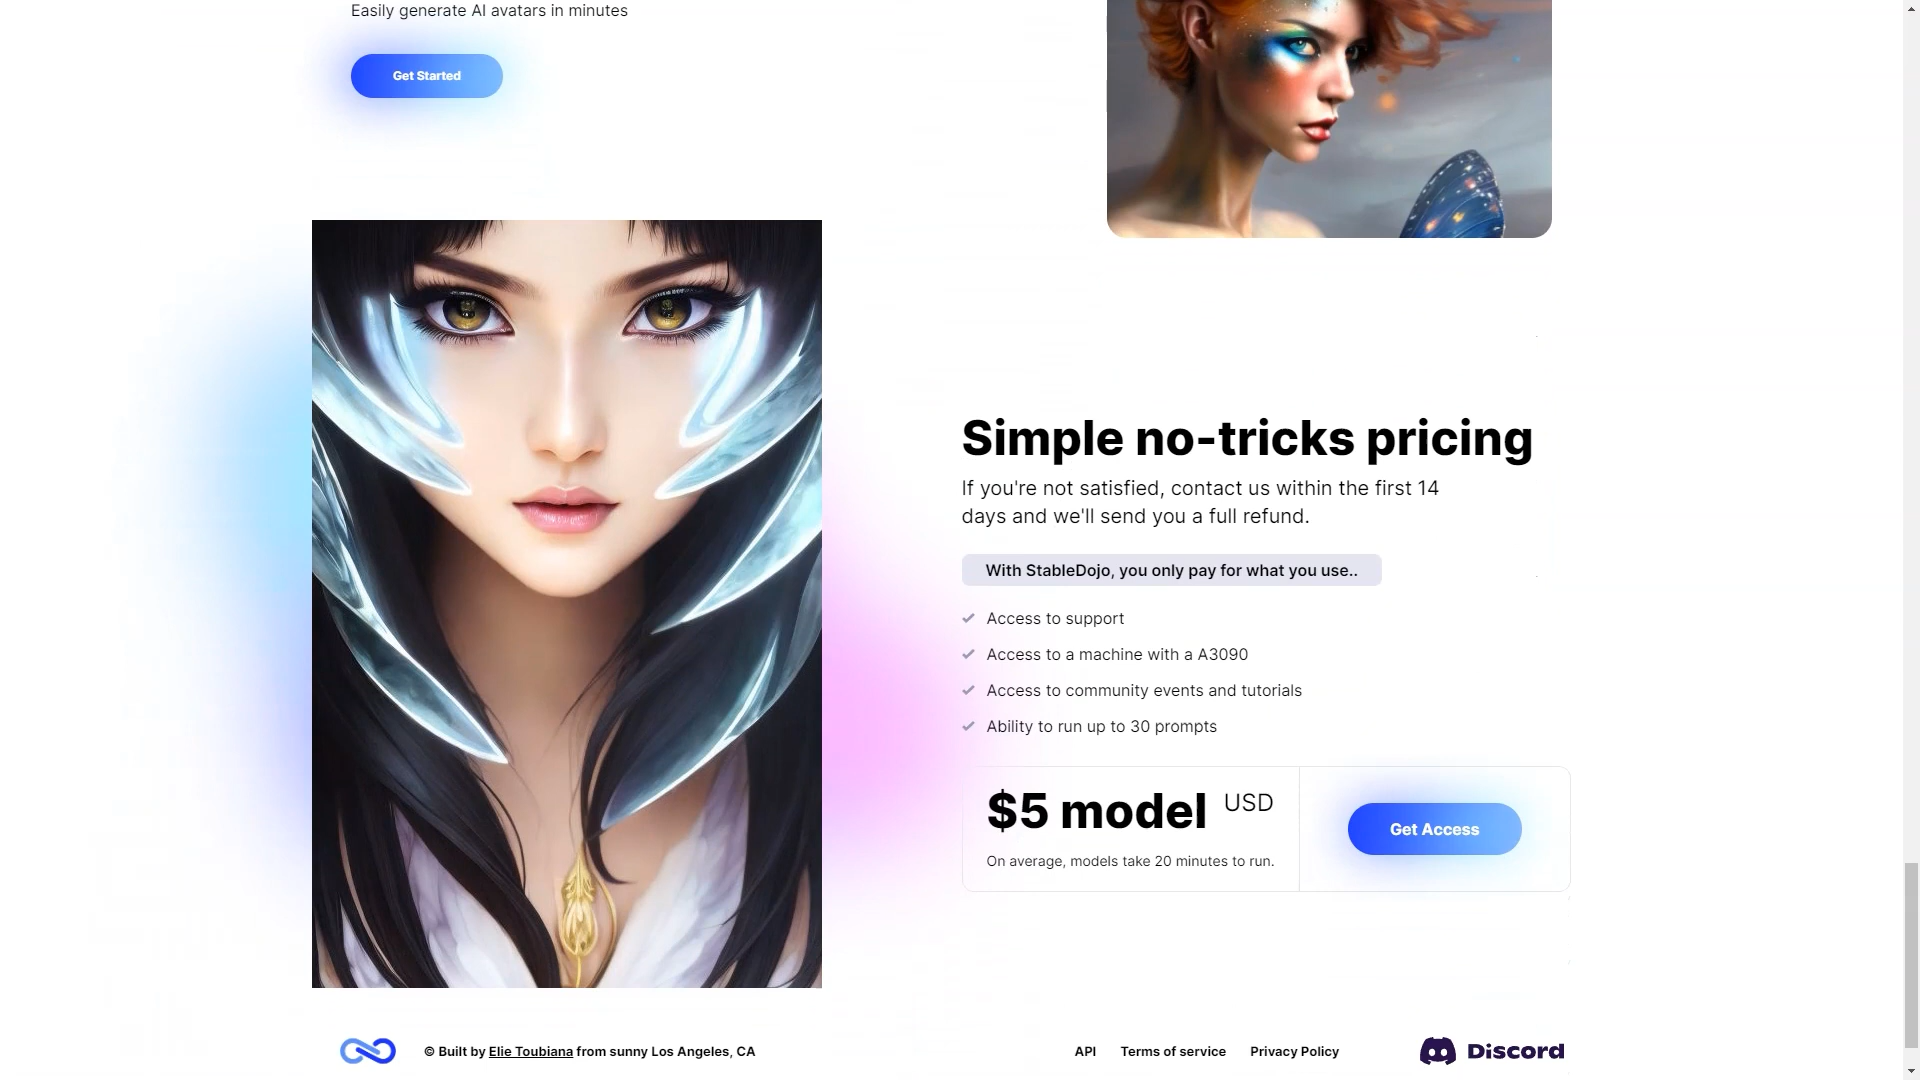 Easily generate AI avatars in minutes
Get Started
Simple no-tricks pricing
If you're not satisfied, contact us within the first 14
days and we'll send you a full refund.
With StableDojo, you only pay for what you use..
Access to support
Access to a machine with a A3090
Access to community events and tutorials
Ability to run up to 30 prompts
$5 model USD
On average, models take 20 minutes to run.
Get Access
© Built by Elie Toubiana from sunny Los Angeles, CA
API
Terms of service
Privacy Policy
Discord